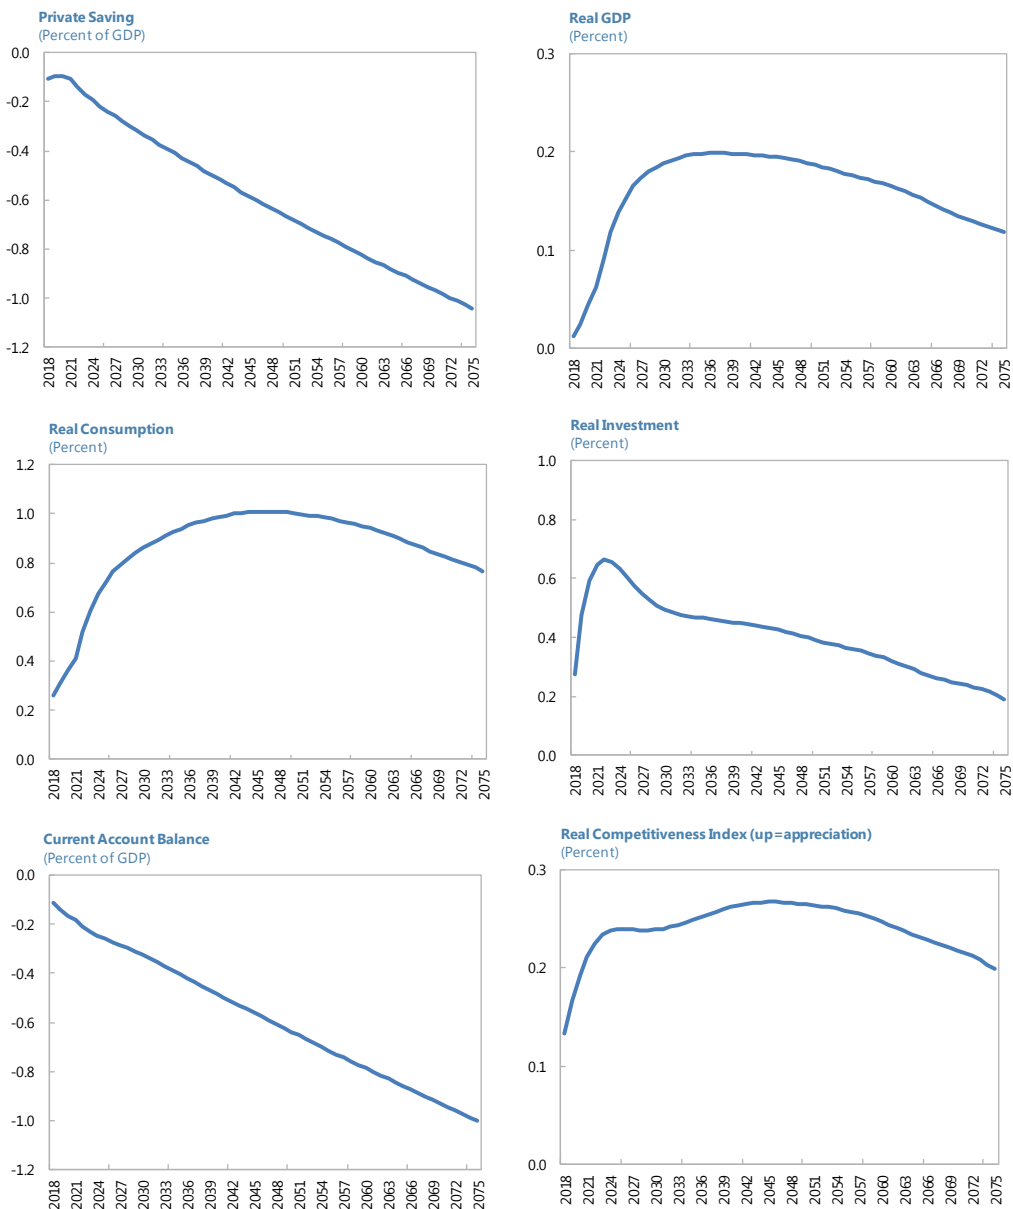 Private Saving
(Percent of GDP)
0.0
-0.2
-0.4
-0.6
-0.8
-1.0
-1.2
2018 2021 2024 2027 2030 2033 2036 2039 2042 2045 2048 2051 2054 2057 2060 2063 2066 2069 2072 2075
Real GDP
(Percent)
0.3
0.2
0.1
0.0
2018 2021 2024 2027 2030 2033 2036 2039 2042 2045 2048 2051 2054 2057 2060 2063 2066 2069 2072 2075
Real Consumption
(Percent)
1.2
1.0
0.8
0.6
0.4
0.2
0.0
2018 2021 2024 2027 2030 2033 2036 2039 2042 2045 2048 2051 2054 2057 2060 2063 2066 2069 2072 2075
Real Investment
(Percent)
1.0
0.8
0.6
0.4
0.2
0.0
2018 2021 2024 2027 2030 2033 2036 2039 2042 2045 2048 2051 2054 2057 2060 2063 2066 2069 2072 2075
Current Account Balance
(Percent of GDP)
0.0
-0.2
-0.4
-0.6
-0.8
-1.0
-1.2
2018 2021 2024 2027 2030 2033 2036 2039 2042 2045 2048 2051 2054 2057 2060 2063 2066 2069 2072 2075
Real Competitiveness Index (up=appreciation)
(Percent)
0.3
0.2
0.1
0.0
2018 2021 2024 2027 2030 2033 2036 2039 2042 2045 2048 2051 2054 2057 2060 2063 2066 2069 2072 2075